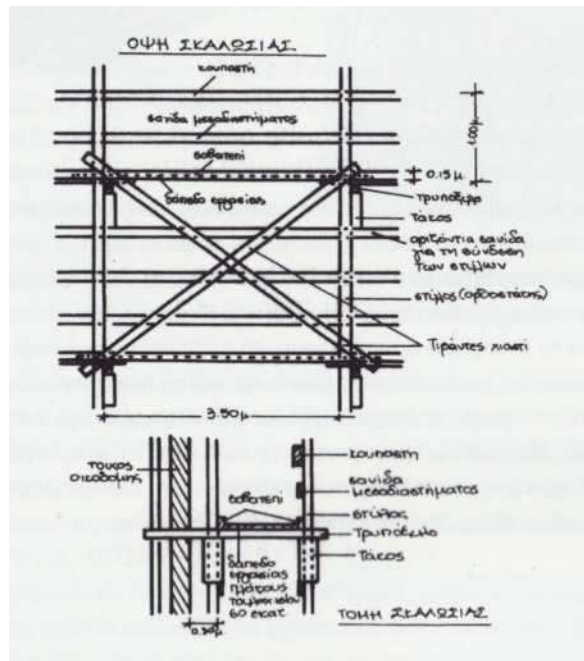 ΟΨΗ ΣΚΑΛΩΣΙΑΣ
κουπαστή
σανίδα μεσοδιαστήματος
σοβατεπί
δάπεδο εργασίας
1.00μ.
0.15 μ.
τρυπόξυλο
τάκος
οριζόντια σανίδα
για τη σύνδεση
των στύλων
στύλος (ορθοστάτης)
Τιράντες χιαστί
3.50μ
τοίχος
οικοδομής
σοβατεπί
κουπαστή
σανίδα
μεσοδιαστήματος
στύλος
Τρυπόξυλο
Τάκος
δάπεδο
εργασίας
πλάτους
τουλάχιστον
60 εκατ
0.30μ
ΤΟΜΗ ΣΚΑΛΩΣΙΑΣ